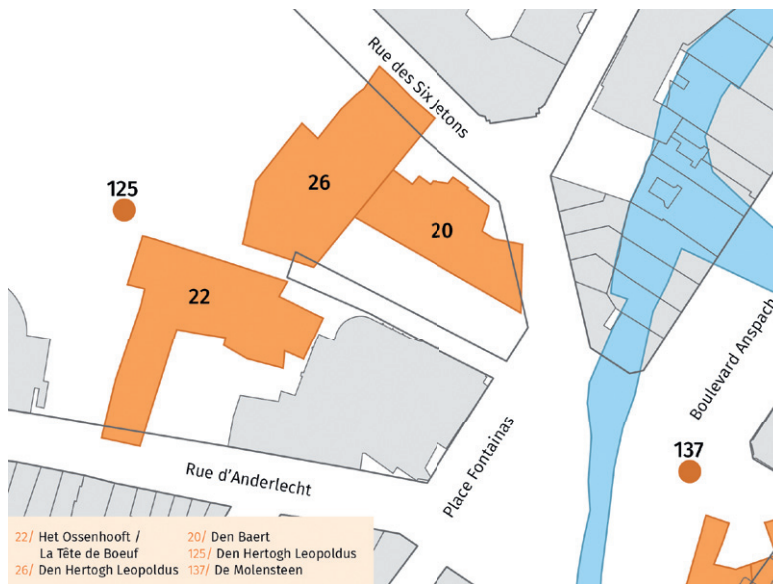 Rue des Six jetons
125
26
20
22
Boulevard Anspach
137
Rue d'Anderlecht
Place Fontainas
22/ Het Ossenhooft /
La Tête de Boeuf
26/ Den Hertogh Leopoldus
20/ Den Baert
125/ Den Hertogh Leopoldus
137/ De Molensteen